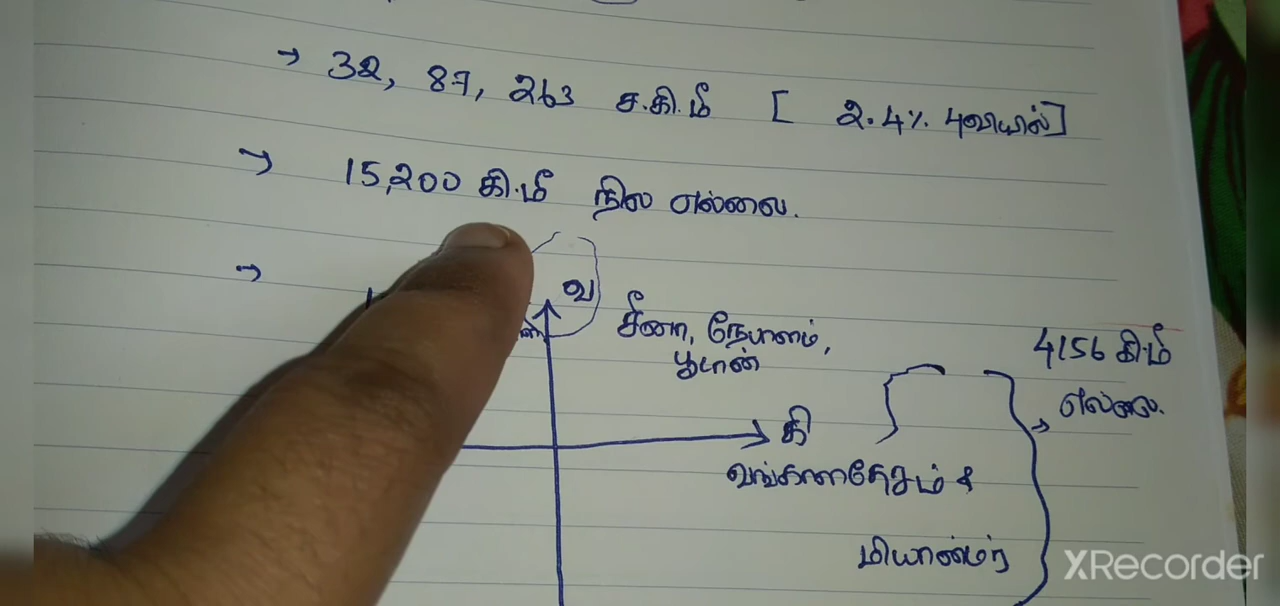 → 32, 87, 263 ச.கி.மீ [ 2.4% புவியில்]
→ 15,200 கி.மீ நில எல்லை.
→
வ
சீனா, நேபாளம்,
பூடான்
4156 கி.மீ
எல்லை.
கி
வங்காளதேசம் &
மியான்மர்
XRecorder